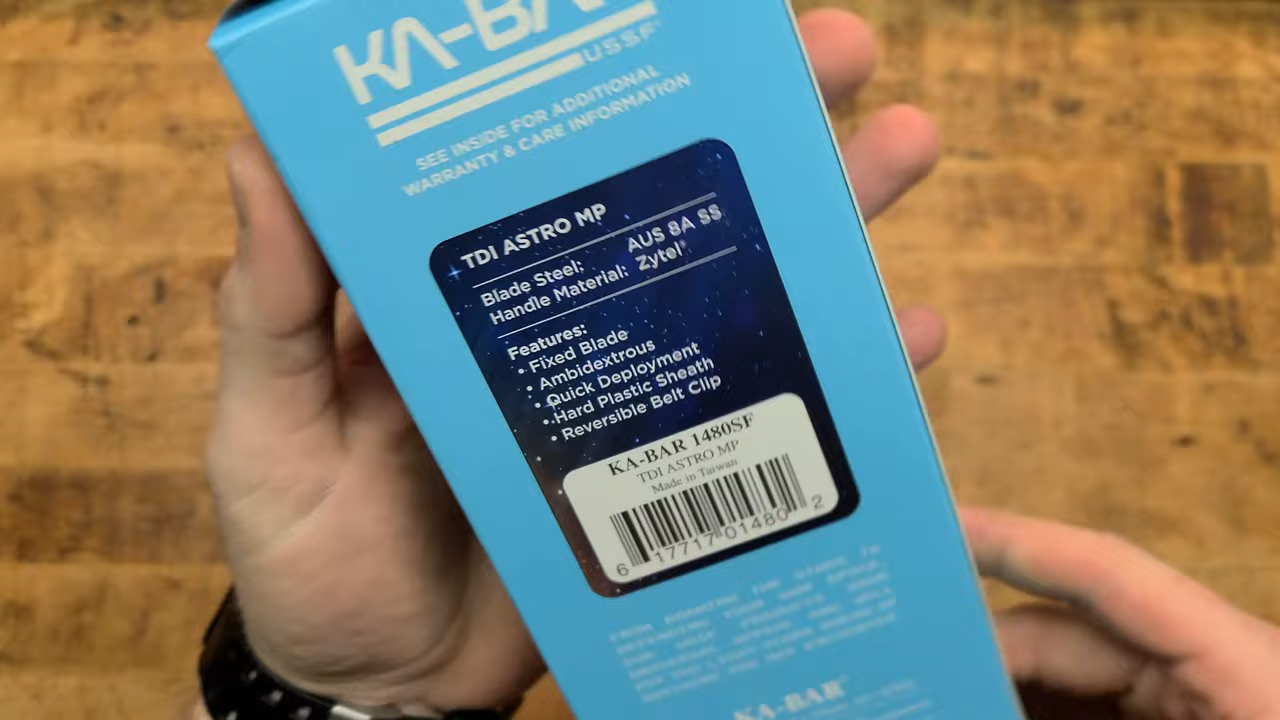 KA-BA
USSF
SEE INSIDE FOR ADDITIONAL
WARRANTY & CARE INFORMATION
TDI ASTRO MP
Blade Steel: AUS 8A SS
Handle Material: Zytel®
Features:
• Fixed Blade
• Ambidextrous
• Quick Deployment
• Hard Plastic Sheath
• Reversible Belt Clip
KA-BAR 1480SF
TDI ASTRO MP
Made in Taiwan
6 17717 01480 2
KA-BAR